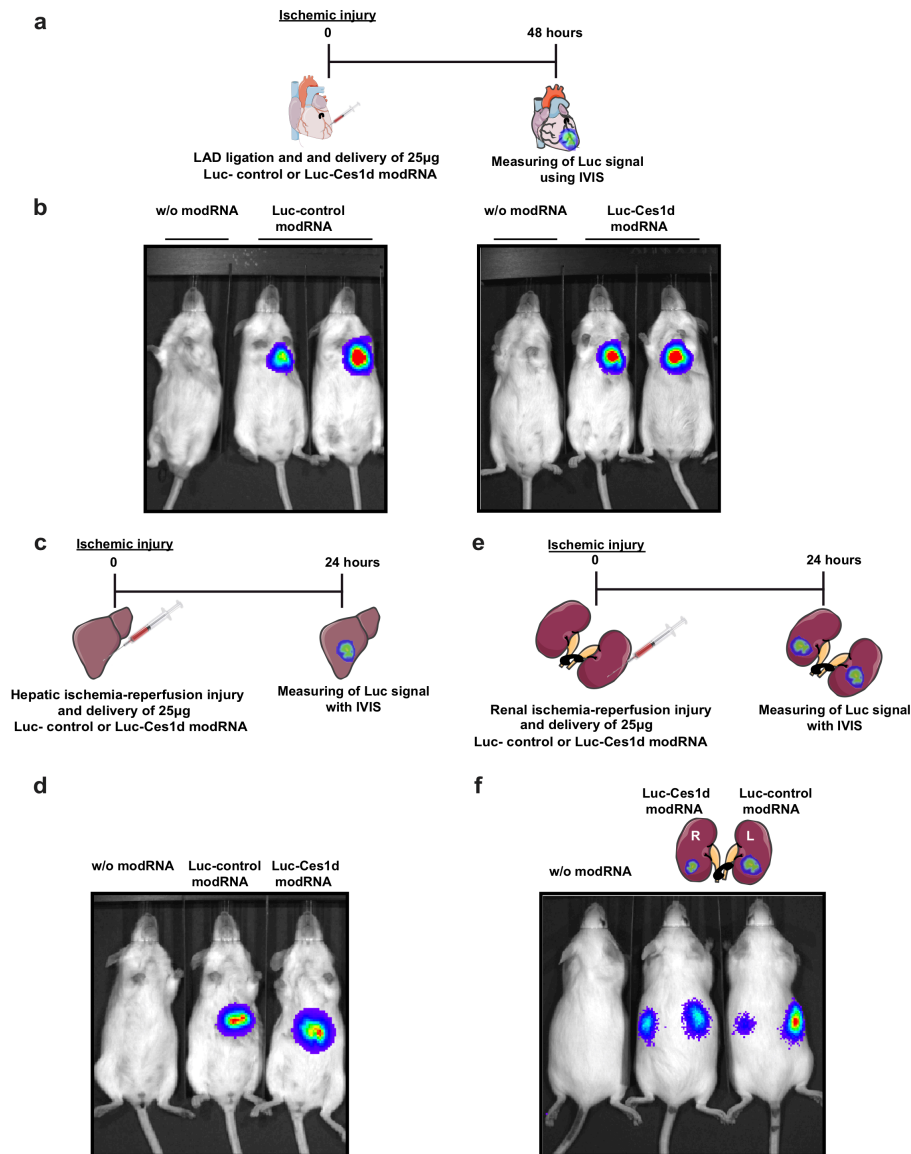 a
Ischemic injury
0
48 hours
LAD ligation and and delivery of 25µg
Luc- control or Luc-Ces1d modRNA
Measuring of Luc signal
using IVIS
b
w/o modRNA
Luc-control
modRNA
w/o modRNA
Luc-Ces1d
modRNA
c
Ischemic injury
0
24 hours
Hepatic ischemia-reperfusion injury
and delivery of 25µg
Luc- control or Luc-Ces1d modRNA
Measuring of Luc signal
with IVIS
e
Ischemic injury
0
24 hours
Renal ischemia-reperfusion injury
and delivery of 25µg
Luc- control or Luc-Ces1d modRNA
Measuring of Luc signal
with IVIS
d
w/o modRNA
Luc-control
modRNA
Luc-Ces1d
modRNA
f
Luc-Ces1d
modRNA
Luc-control
modRNA
R
L
w/o modRNA